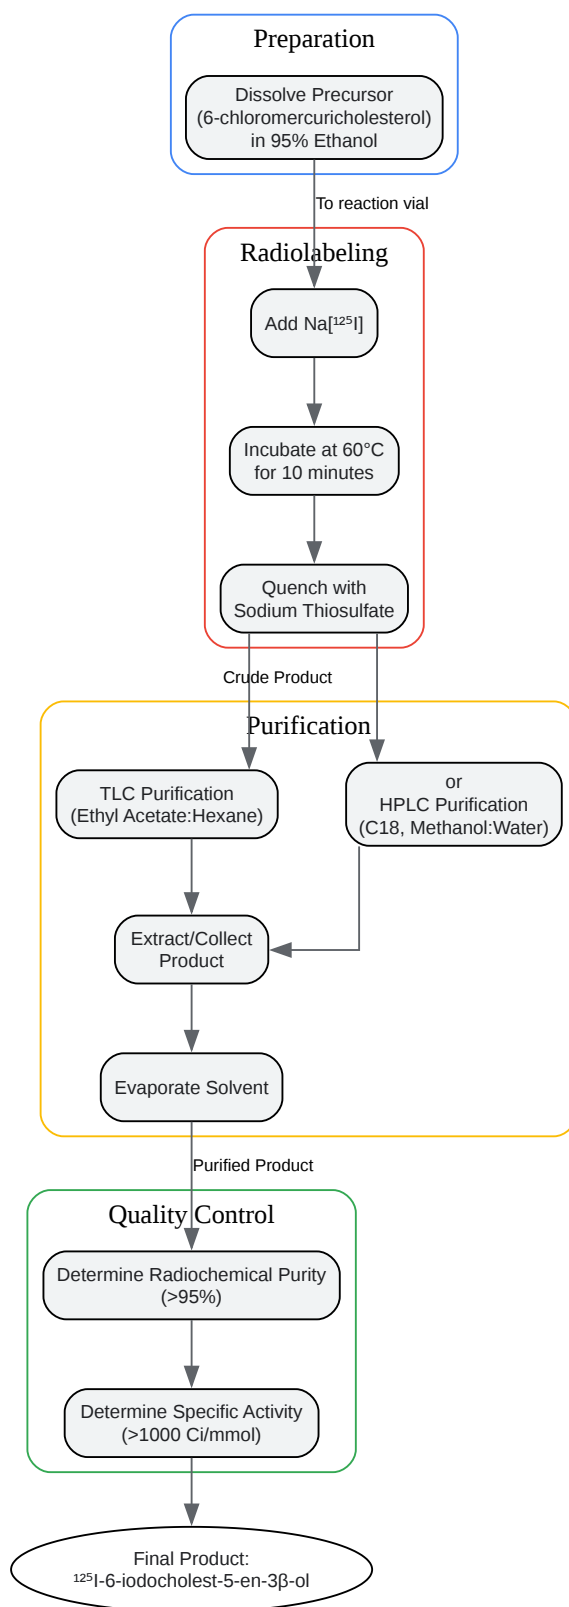 Preparation
Dissolve Precursor
(6-chloromercuricholesterol)
in 95% Ethanol
To reaction vial
Radiolabeling
Add Na[¹²⁵I]
Incubate at 60°C
for 10 minutes
Quench with
Sodium Thiosulfate
Crude Product
Purification
TLC Purification
(Ethyl Acetate:Hexane)
or
HPLC Purification
(C18, Methanol:Water)
Extract/Collect
Product
Evaporate Solvent
Purified Product
Quality Control
Determine Radiochemical Purity
(>95%)
Determine Specific Activity
(>1000 Ci/mmol)
Final Product:
¹²⁵I-6-iodocholest-5-en-3β-ol